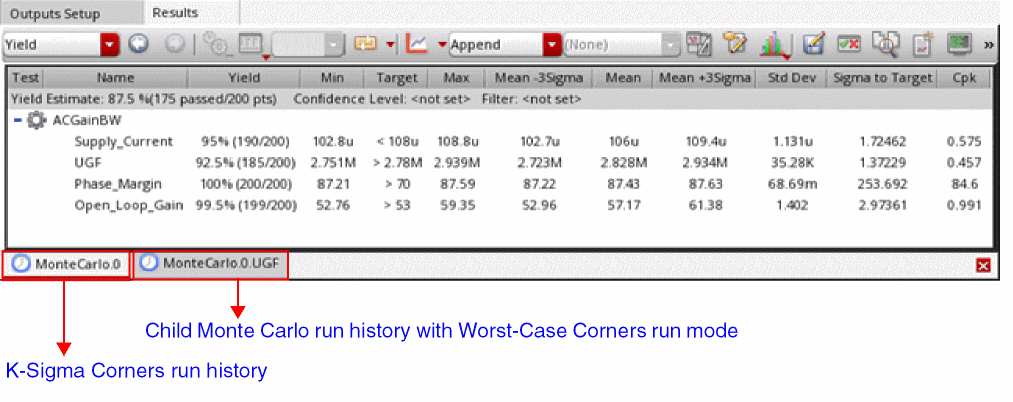 Outputs Setup Results
Yield Append (None) »
Test Name Yield Min Target Max Mean -3Sigma Mean Mean +3Sigma Std Dev Sigma to Target Cpk
Yield Estimate: 87.5 %(175 passed/200 pts) Confidence Level: <not set> Filter: <not set>
ACGainBW
Supply_Current 95% (190/200) 102.8u < 108u 108.8u 102.7u 106u 109.4u 1.131u 1.72462 0.575
UGF 92.5% (185/200) 2.751M > 2.78M 2.939M 2.723M 2.828M 2.934M 35.28K 1.37229 0.457
Phase_Margin 100% (200/200) 87.21 > 70 87.59 87.22 87.43 87.63 68.69m 253.692 84.6
Open_Loop_Gain 99.5% (199/200) 52.76 > 53 59.35 52.96 57.17 61.38 1.402 2.97361 0.991
MonteCarlo.0 MonteCarlo.0.UGF
Child Monte Carlo run history with Worst-Case Corners run mode
K-Sigma Corners run history